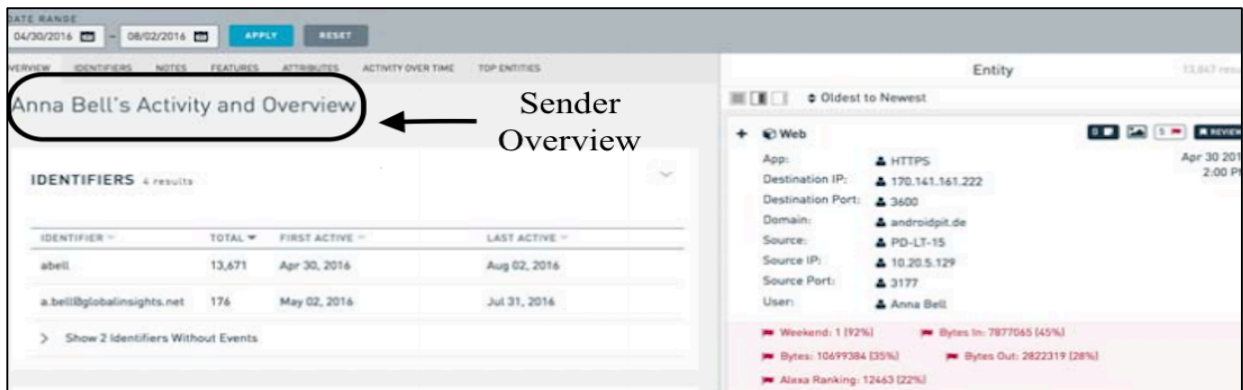 DATE RANGE
04/30/2016 – 08/02/2016 APPLY RESET
OVERVIEW IDENTIFIERS NOTES FEATURES ATTRIBUTES ACTIVITY OVER TIME TOP ENTITIES
Anna Bell's Activity and Overview
Sender
Overview
IDENTIFIERS 4 results
IDENTIFIER TOTAL FIRST ACTIVE LAST ACTIVE
abell 13,671 Apr 30, 2016 Aug 02, 2016
a.bell@globalinsights.net 176 May 02, 2016 Jul 31, 2016
Show 2 Identifiers Without Events
Entity
Oldest to Newest
Web 0 5 REVIEW
App: HTTPS Apr 30 201
Destination IP: 170.141.161.222 2:00 P
Destination Port: 3600
Domain: androidpit.de
Source: PD-LT-15
Source IP: 10.20.5.129
Source Port: 3177
User: Anna Bell
Weekend: 1 (92%) Bytes In: 7877065 (45%)
Bytes: 10699384 (35%) Bytes Out: 2822319 (28%)
Alexa Ranking: 12463 (22%)